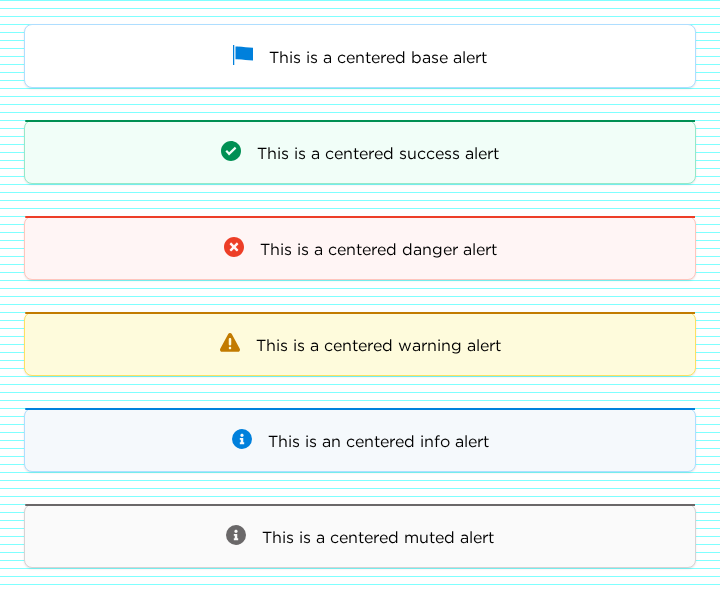 This is a centered base alert
This is a centered success alert
This is a centered danger alert
This is a centered warning alert
This is an centered info alert
This is a centered muted alert